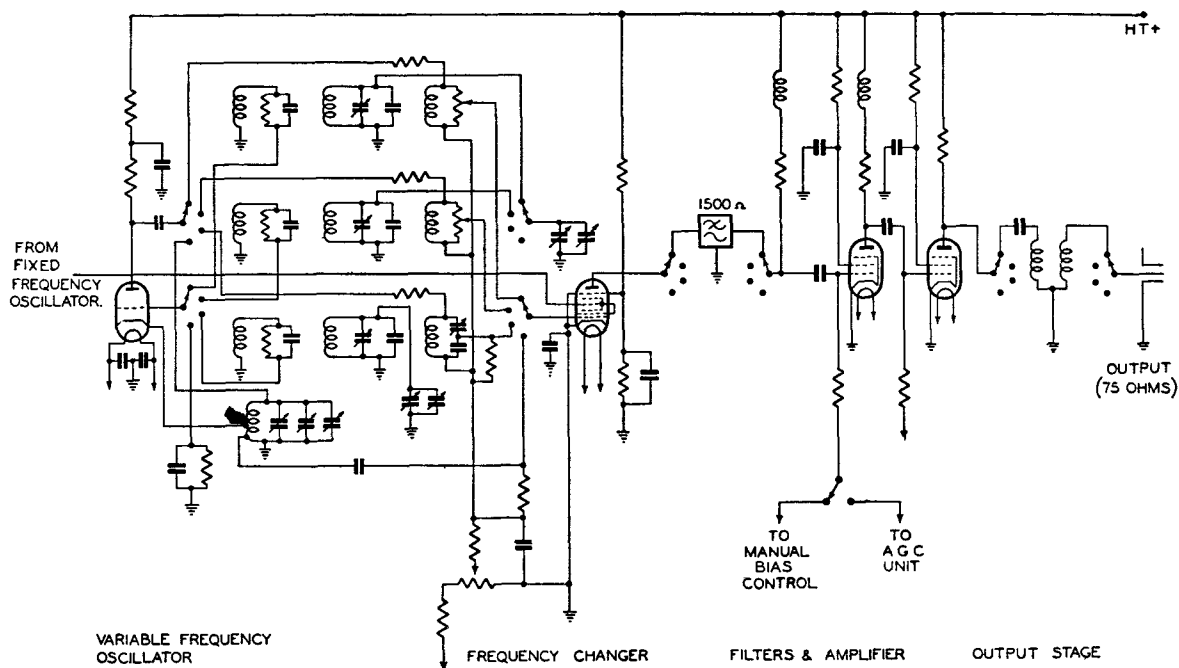 HT+
1500 Ω
FROM
FIXED
FREQUENCY
OSCILLATOR.
OUTPUT
(75 OHMS)
TO
MANUAL
BIAS
CONTROL
TO
A G C
UNIT
VARIABLE FREQUENCY
OSCILLATOR
FREQUENCY CHANGER
FILTERS & AMPLIFIER
OUTPUT STAGE